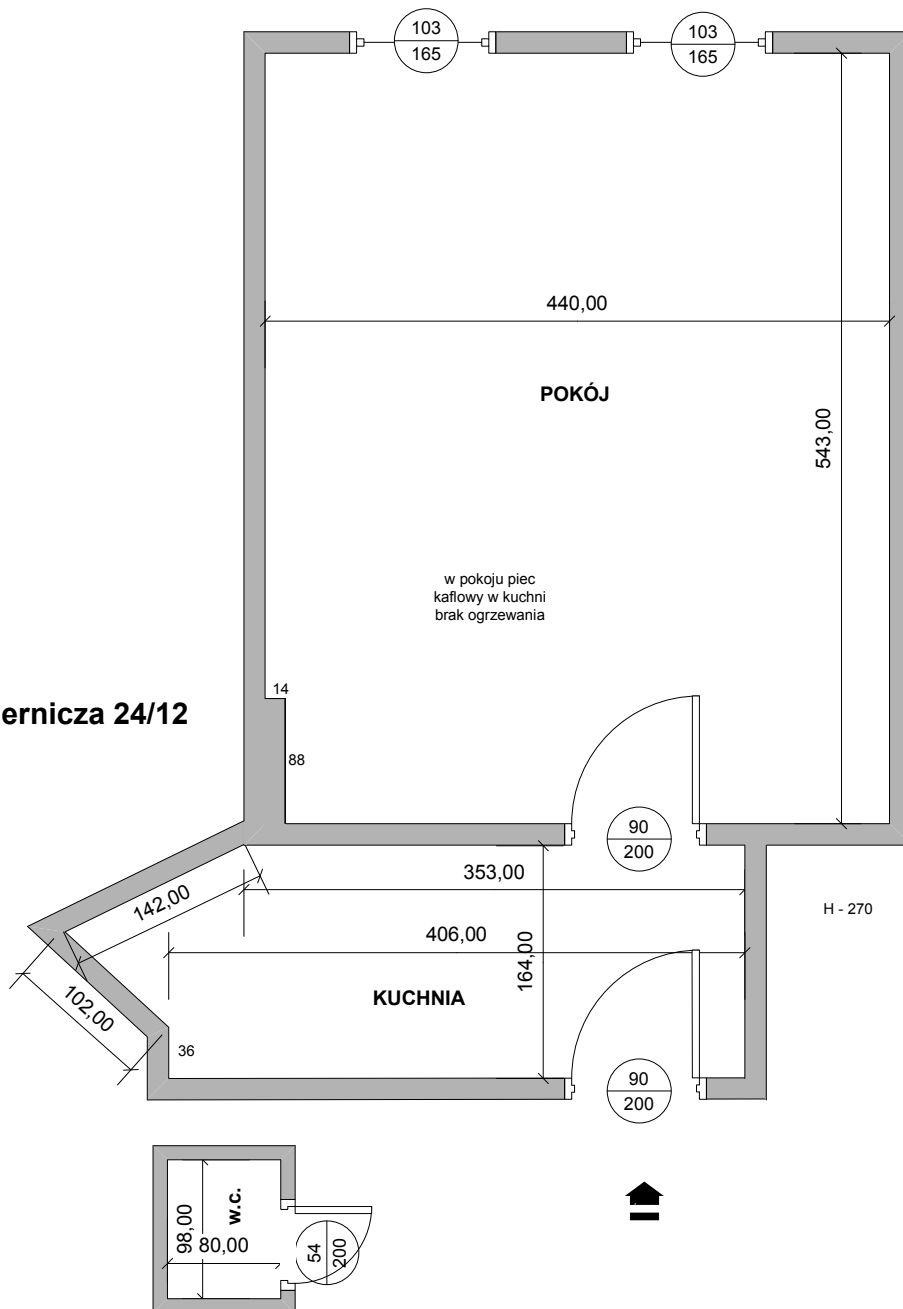 103
165
103
165
440,00
POKÓJ
543,00
w pokoju piec
kaflowy w kuchni
brak ogrzewania
14
ernicza 24/12
88
90
200
353,00
142,00
H - 270
406,00
164,00
KUCHNIA
102,00
36
90
200
w.c.
98,00
80,00
54
200